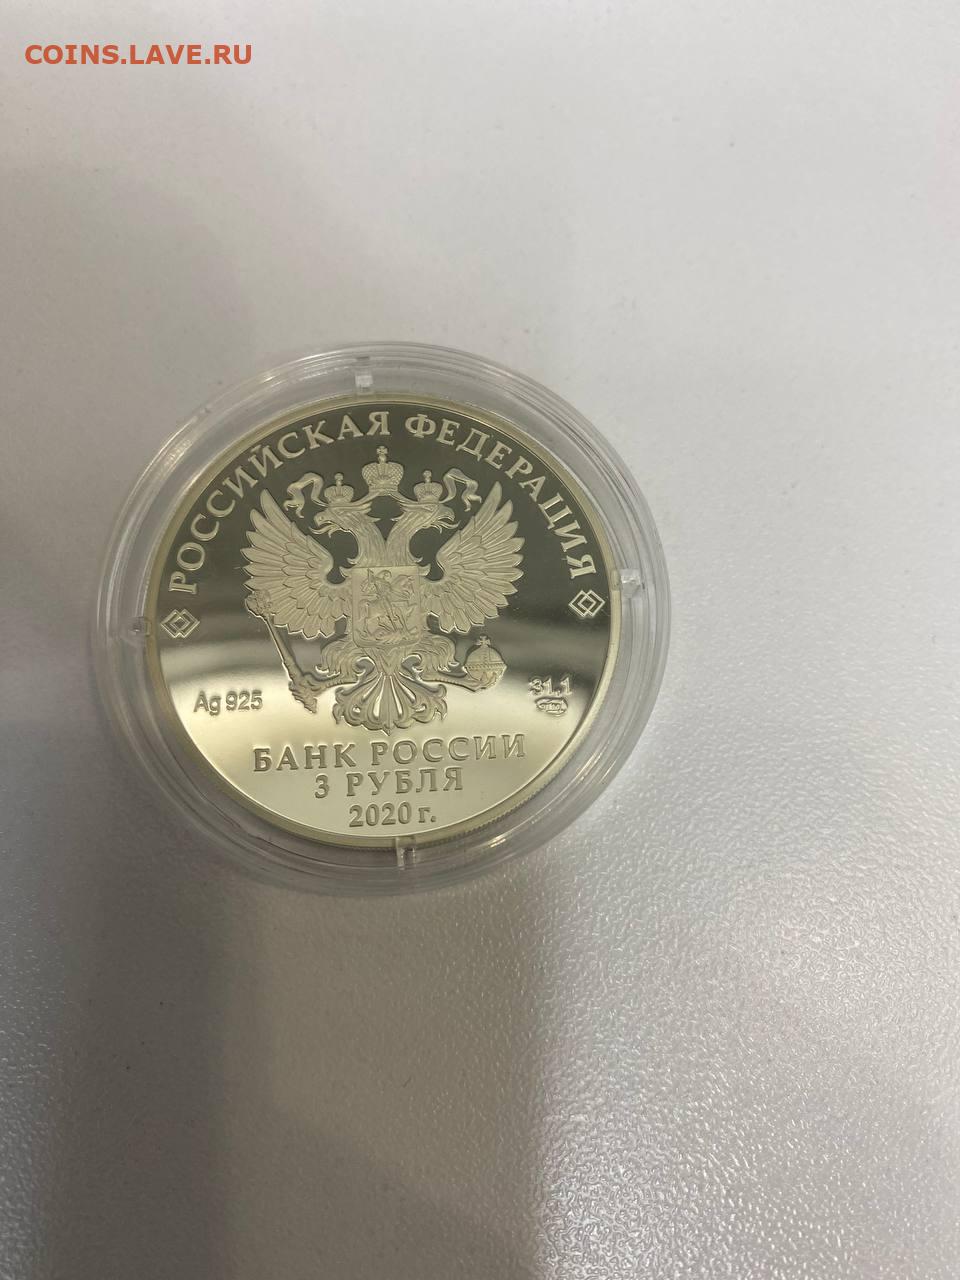 COINS.LAVE.RU
РОССИЙСКАЯ ФЕДЕРАЦИЯ
Ag 925
31,1
БАНК РОССИИ
3 РУБЛЯ
2020 г.